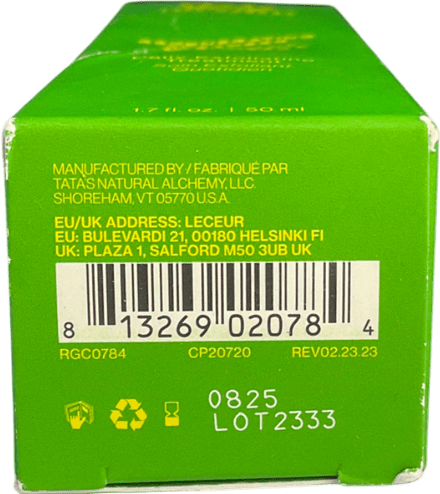 1.7 fl. oz. | 50 ml
MANUFACTURED BY / FABRIQUÉ PAR
TATA'S NATURAL ALCHEMY, LLC.
SHOREHAM, VT 05770 U.S.A.
EU/UK ADDRESS: LECEUR
EU: BULEVARDI 21, 00180 HELSINKI FI
UK: PLAZA 1, SALFORD M50 3UB UK
8 13269 02078 4
RGC0784 CP20720 REV02.23.23
0825
LOT2333